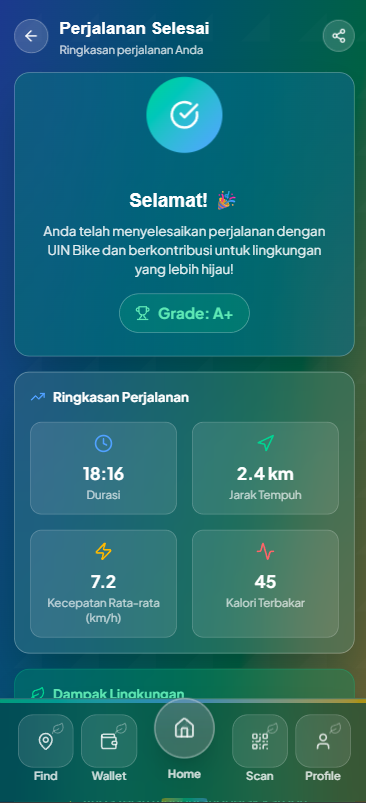 Perjalanan Selesai
Ringkasan perjalanan Anda
Selamat! 🎉
Anda telah menyelesaikan perjalanan dengan
UIN Bike dan berkontribusi untuk lingkungan
yang lebih hijau!
Grade: A+
Ringkasan Perjalanan
18:16
Durasi
2.4 km
Jarak Tempuh
7.2
Kecepatan Rata-rata
(km/h)
45
Kalori Terbakar
Dampak Lingkungan
Find
Wallet
Home
Scan
Profile